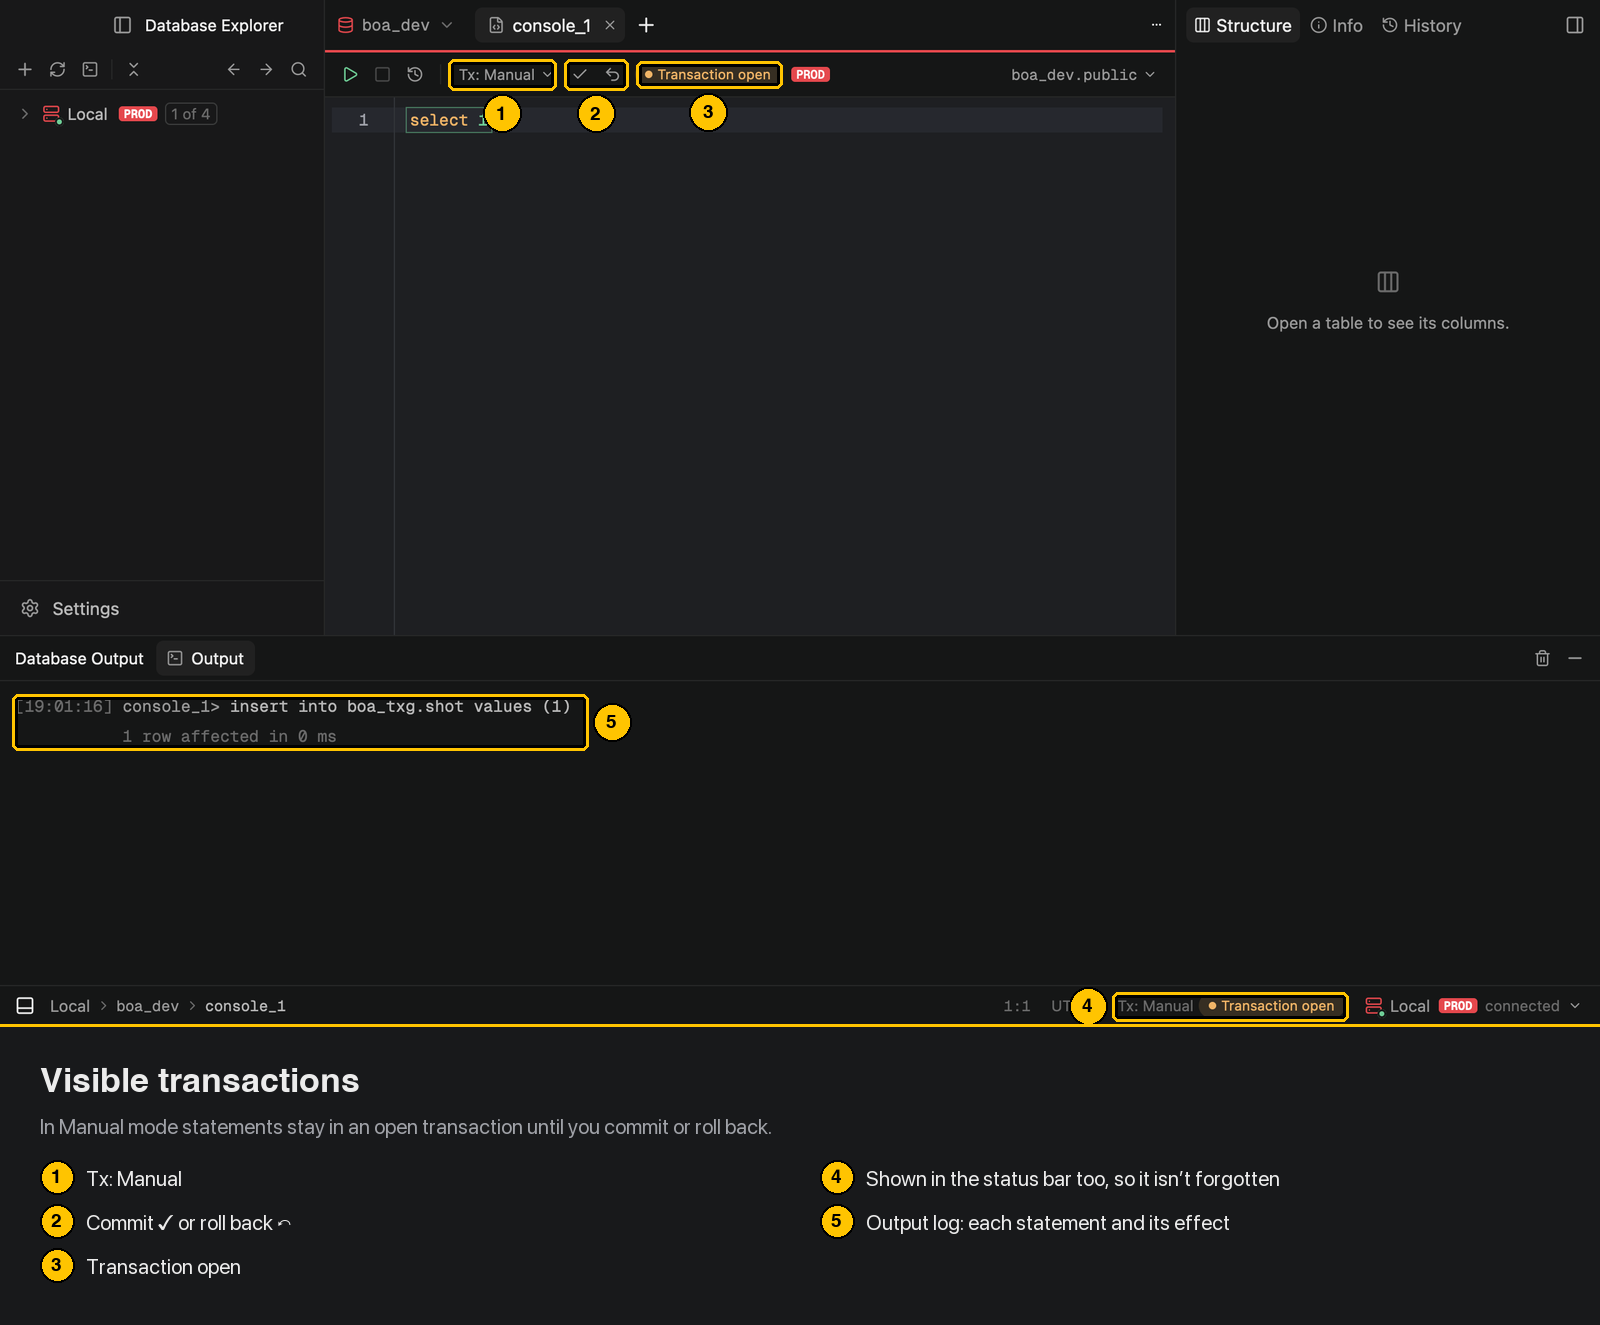 Database Explorer
boa_dev
console_1
Structure
Info
History
Tx: Manual
Transaction open
PROD
boa_dev.public
Local PROD 1 of 4
1
select 1
1
2
3
Open a table to see its columns.
Settings
Database Output
Output
[19:01:16] console_1> insert into boa_txg.shot values (1)
1 row affected in 0 ms
5
Local > boa_dev > console_1
1:1
4
Tx: Manual
Transaction open
Local PROD connected
Visible transactions
In Manual mode statements stay in an open transaction until you commit or roll back.
1 Tx: Manual
2 Commit ✓ or roll back ⤺
3 Transaction open
4 Shown in the status bar too, so it isn’t forgotten
5 Output log: each statement and its effect